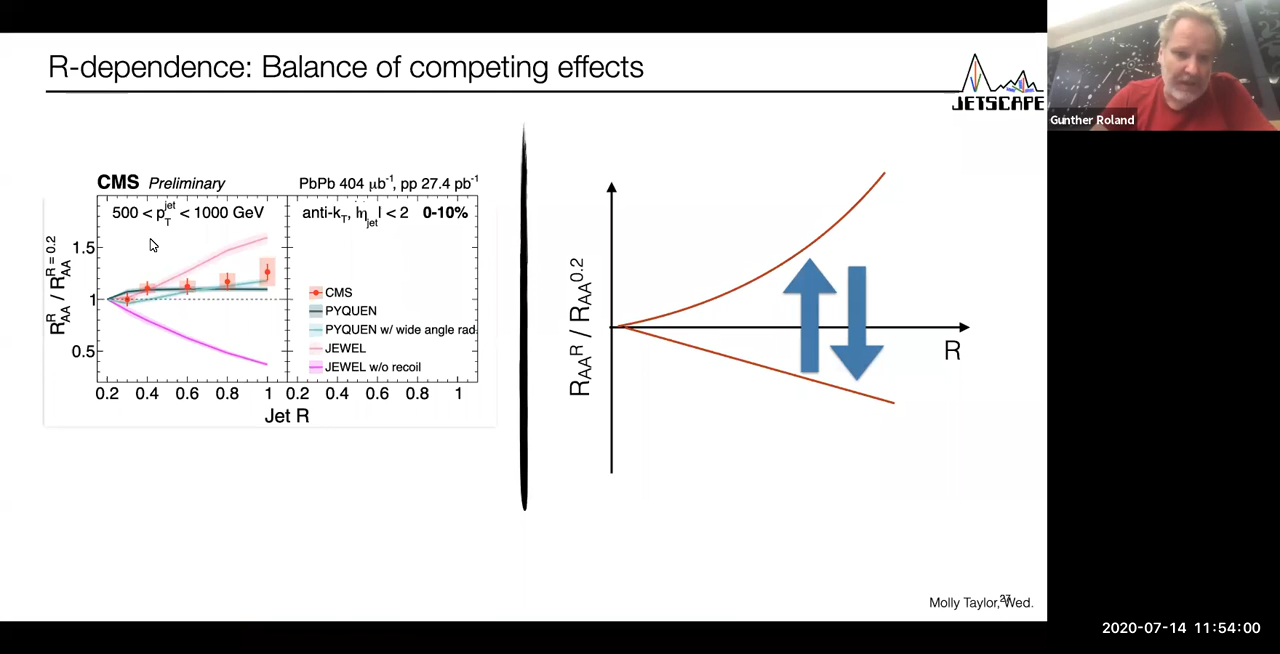 R-dependence: Balance of competing effects
JETSCAPE
Gunther Roland
CMS Preliminary PbPb 404 μb⁻¹, pp 27.4 pb⁻¹
500 < p_T^jet < 1000 GeV anti-k_T, |η_jet| < 2 0-10%
R_AA^R / R_AA^R = 0.2
1.5
1
0.5
CMS
PYQUEN
PYQUEN w/ wide angle rad
JEWEL
JEWEL w/o recoil
0.2 0.4 0.6 0.8 1 0.2 0.4 0.6 0.8 1
Jet R
R_AA^R / R_AA^0.2
R
Molly Taylor, Wed.
27
2020-07-14 11:54:00